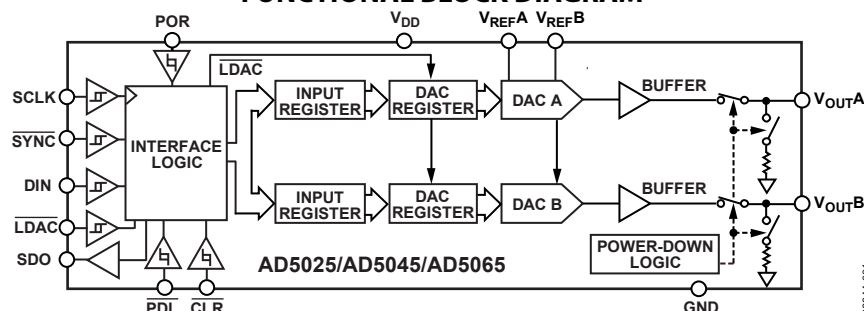 FUNCTIONAL BLOCK DIAGRAM
POR
VDD
VREFA
VREFB
LDAC
SCLK
SYNC
DIN
LDAC
SDO
INTERFACE
LOGIC
INPUT
REGISTER
DAC
REGISTER
DAC A
BUFFER
VOUTA
INPUT
REGISTER
DAC
REGISTER
DAC B
BUFFER
VOUTB
POWER-DOWN
LOGIC
AD5025/AD5045/AD5065
PDL
CLR
GND